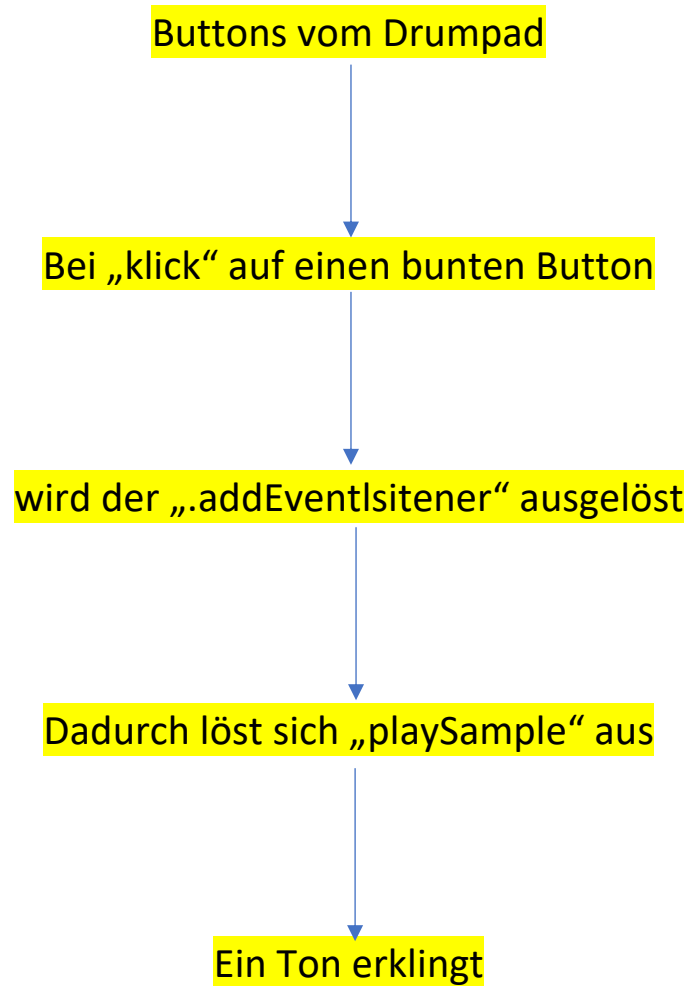 Buttons vom Drumpad
Bei „klick“ auf einen bunten Button
wird der „.addEventlsitener“ ausgelöst
Dadurch löst sich „playSample“ aus
Ein Ton erklingt